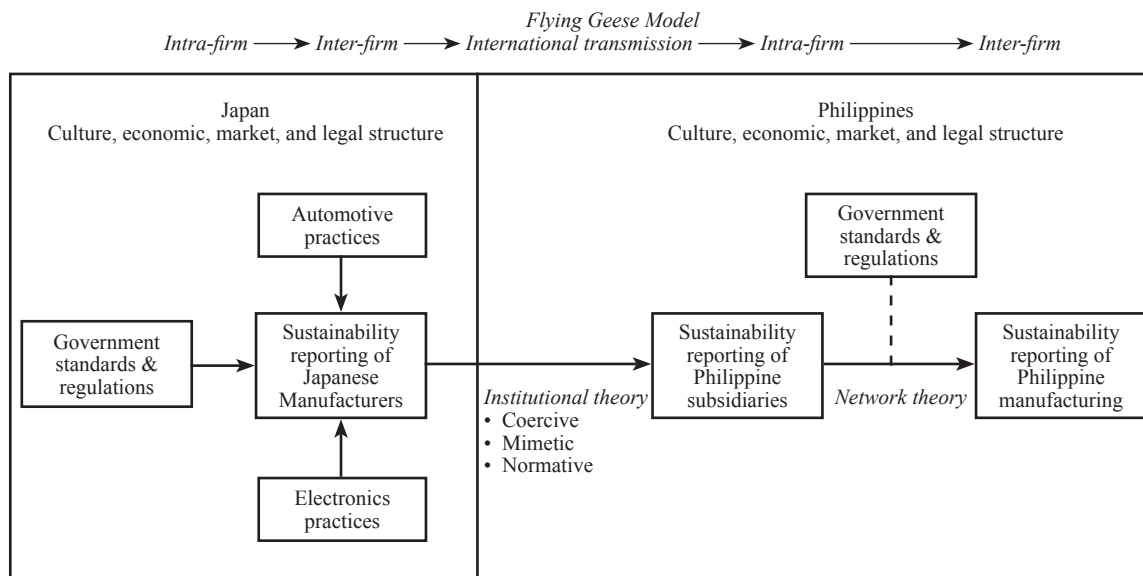 Flying Geese Model
Intra-firm
Inter-firm
International transmission
Intra-firm
Inter-firm
Japan
Culture, economic, market, and legal structure
Philippines
Culture, economic, market, and legal structure
Automotive
practices
Government
standards &
regulations
Sustainability
reporting of
Japanese
Manufacturers
Electronics
practices
Institutional theory
• Coercive
• Mimetic
• Normative
Sustainability
reporting of
Philippine
subsidiaries
Government
standards &
regulations
Network theory
Sustainability
reporting of
Philippine
manufacturing